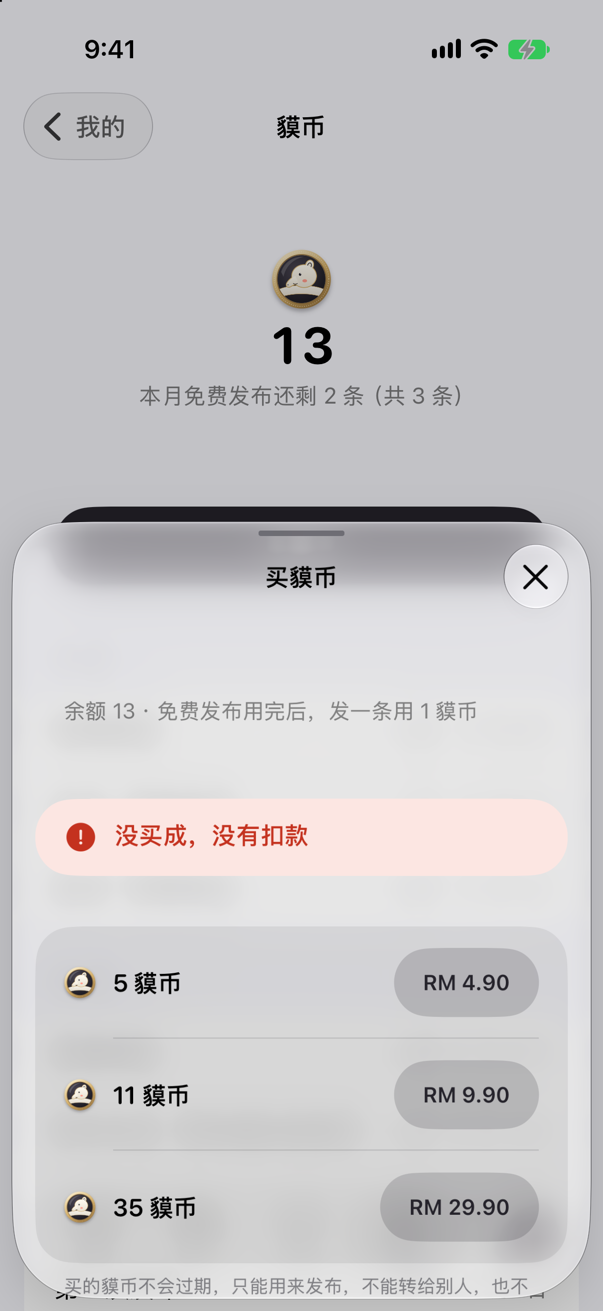 9:41
我的
貘币
13
本月免费发布还剩 2 条（共 3 条）
买貘币
余额 13 · 免费发布用完后，发一条用 1 貘币
没买成，没有扣款
5 貘币
RM 4.90
11 貘币
RM 9.90
35 貘币
RM 29.90
买的貘币不会过期，只能用来发布，不能转给别人，也不